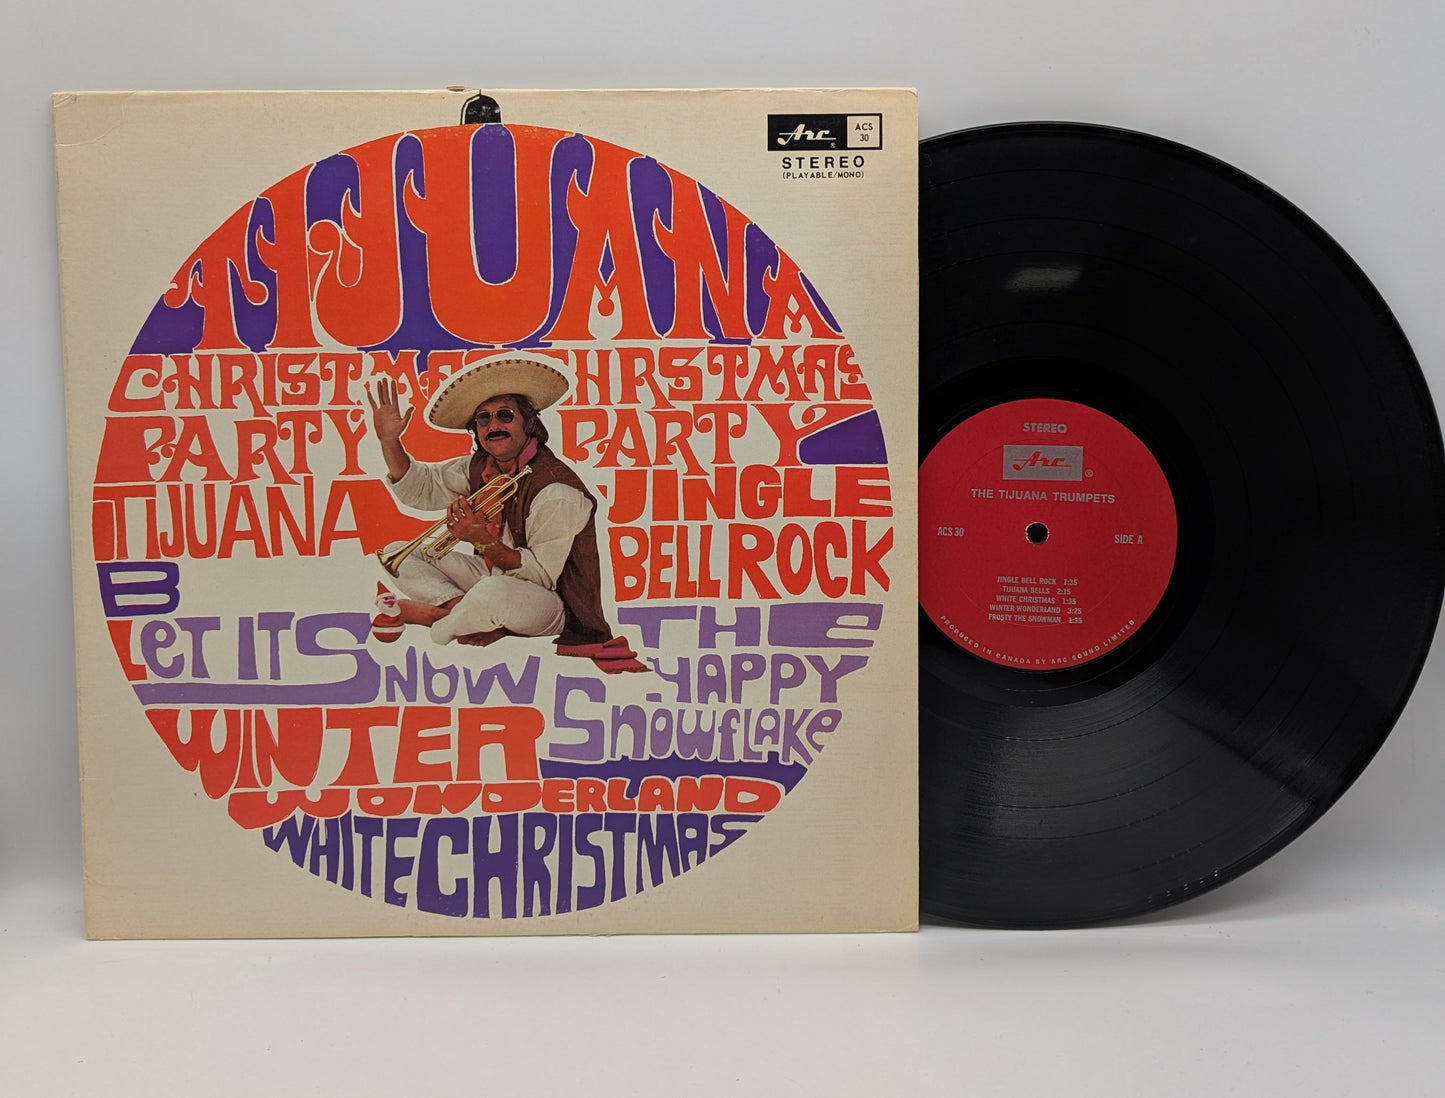 Arc ®
ACS
30
STEREO
(PLAYABLE/MONO)
TIJUANA
CHRISTMAS CHRSTMAS
PARTY PARTY
TIJUANA
JINGLE
BELL ROCK
B
LET IT SNOW
THE
HAPPY
SNOWFLAKE
WINTER
WONDERLAND
WHITE CHRISTMAS
STEREO
Arc ®
THE TIJUANA TRUMPETS
ACS 30
SIDE A
JINGLE BELL ROCK 1:35
TIJUANA BELLS 2:15
WHITE CHRISTMAS 1:35
WINTER WONDERLAND 3:25
FROSTY THE SNOWMAN 1:35
PRODUCED IN CANADA BY ARC SOUND LIMITED